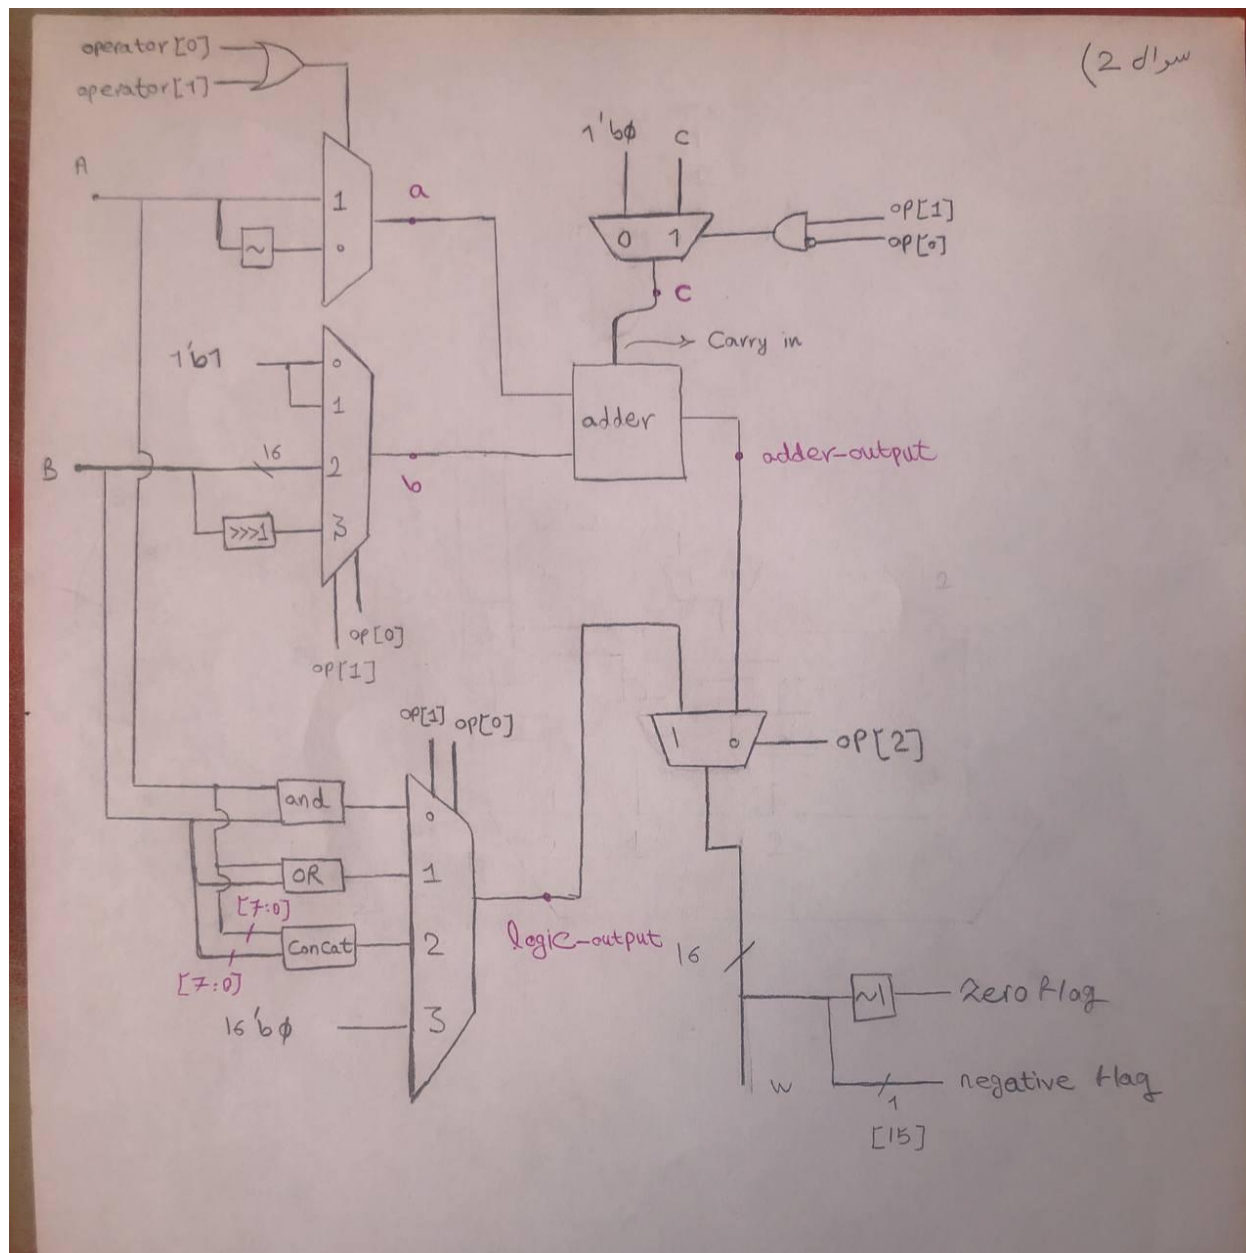 سوال 2)
operator[0]
operator[1]
A
1
0
~
a
1'bφ
c
0 1
op[1]
op[0]
c
Carry in
1'b1
0
1
B
16
2
>>>1
3
b
adder
adder-output
op[0]
op[1]
op[1] op[0]
1 0
op[2]
and
0
OR
1
[7:0]
Concat
2
[7:0]
logic-output
16'bφ
3
16
~|
Zero flag
w
1
negative flag
[15]